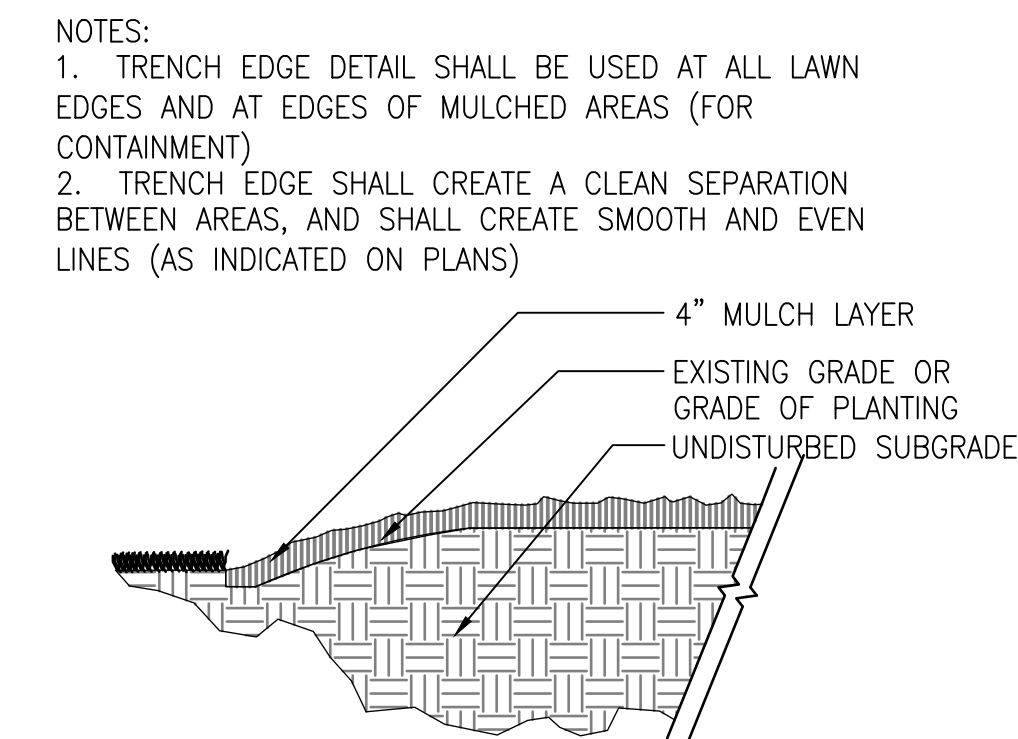 NOTES:
1. TRENCH EDGE DETAIL SHALL BE USED AT ALL LAWN
EDGES AND AT EDGES OF MULCHED AREAS (FOR
CONTAINMENT)
2. TRENCH EDGE SHALL CREATE A CLEAN SEPARATION
BETWEEN AREAS, AND SHALL CREATE SMOOTH AND EVEN
LINES (AS INDICATED ON PLANS)
4” MULCH LAYER
EXISTING GRADE OR
GRADE OF PLANTING
UNDISTURBED SUBGRADE